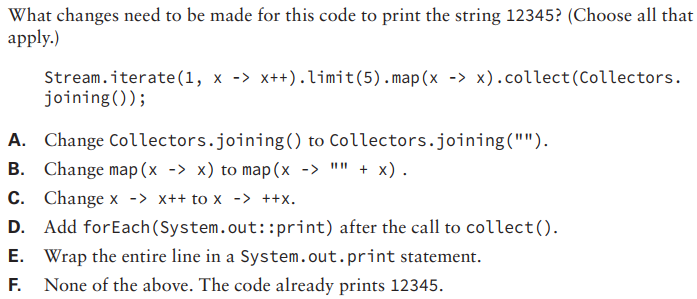 What changes need to be made for this code to print the string 12345? (Choose all that
apply.)
Stream.iterate(1, x -> x++).limit(5).map(x -> x).collect(Collectors.
joining());
A. Change Collectors.joining() to Collectors.joining("").
B. Change map(x -> x) to map(x -> "" + x) .
C. Change x -> x++ to x -> ++x.
D. Add forEach(System.out::print) after the call to collect().
E. Wrap the entire line in a System.out.print statement.
F. None of the above. The code already prints 12345.